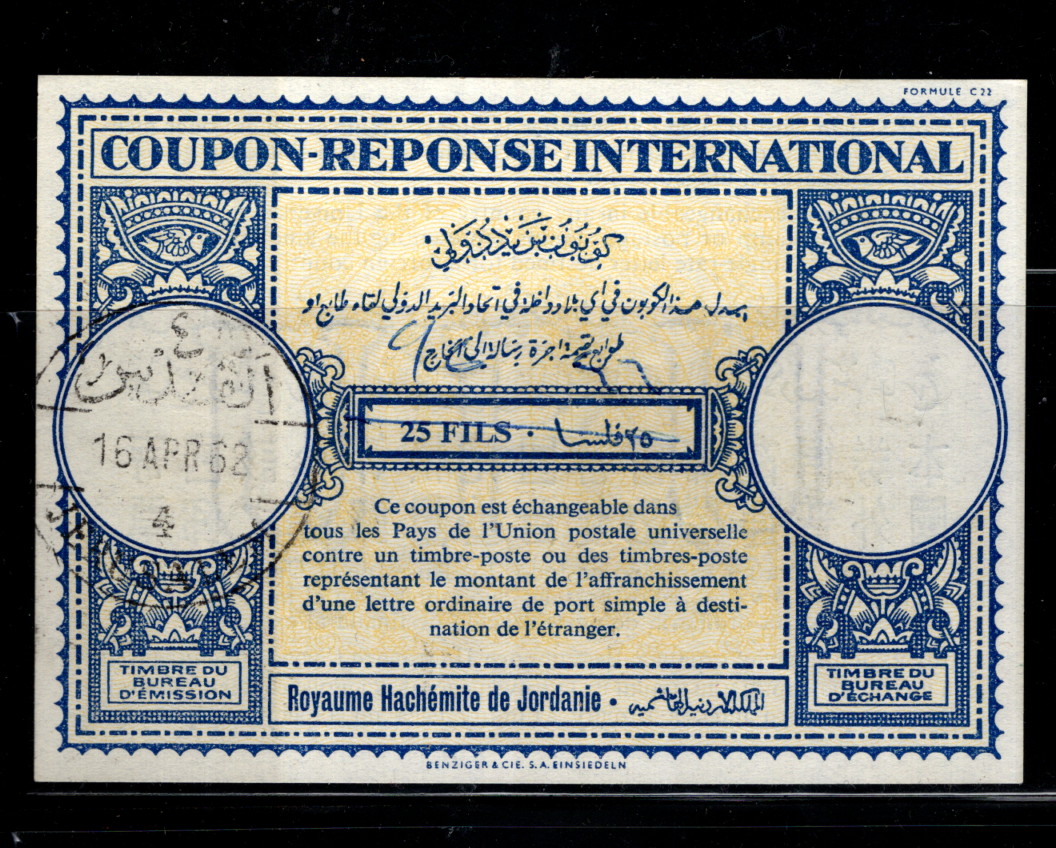 FORMULE C22
COUPON-REPONSE INTERNATIONAL
كوبون بريد دولي
يبدل هذا الكوبون في أي بلاد داخلة في اتحاد البريد الدولي لقاء طابع او
طوابع قيمة اجرة رسالة الى الخارج
25 FILS · ٢٥ فلسا
٤
القدس
16 APR 62
4
Ce coupon est échangeable dans
tous les Pays de l'Union postale universelle
contre un timbre-poste ou des timbres-poste
représentant le montant de l'affranchissement
d'une lettre ordinaire de port simple à desti-
nation de l'étranger.
TIMBRE DU
BUREAU
D'ÉMISSION
TIMBRE DU
BUREAU
D'ÉCHANGE
Royaume Hachémite de Jordanie · المملكة الاردنية الهاشمية
BENZIGER & CIE. S.A. EINSIEDELN